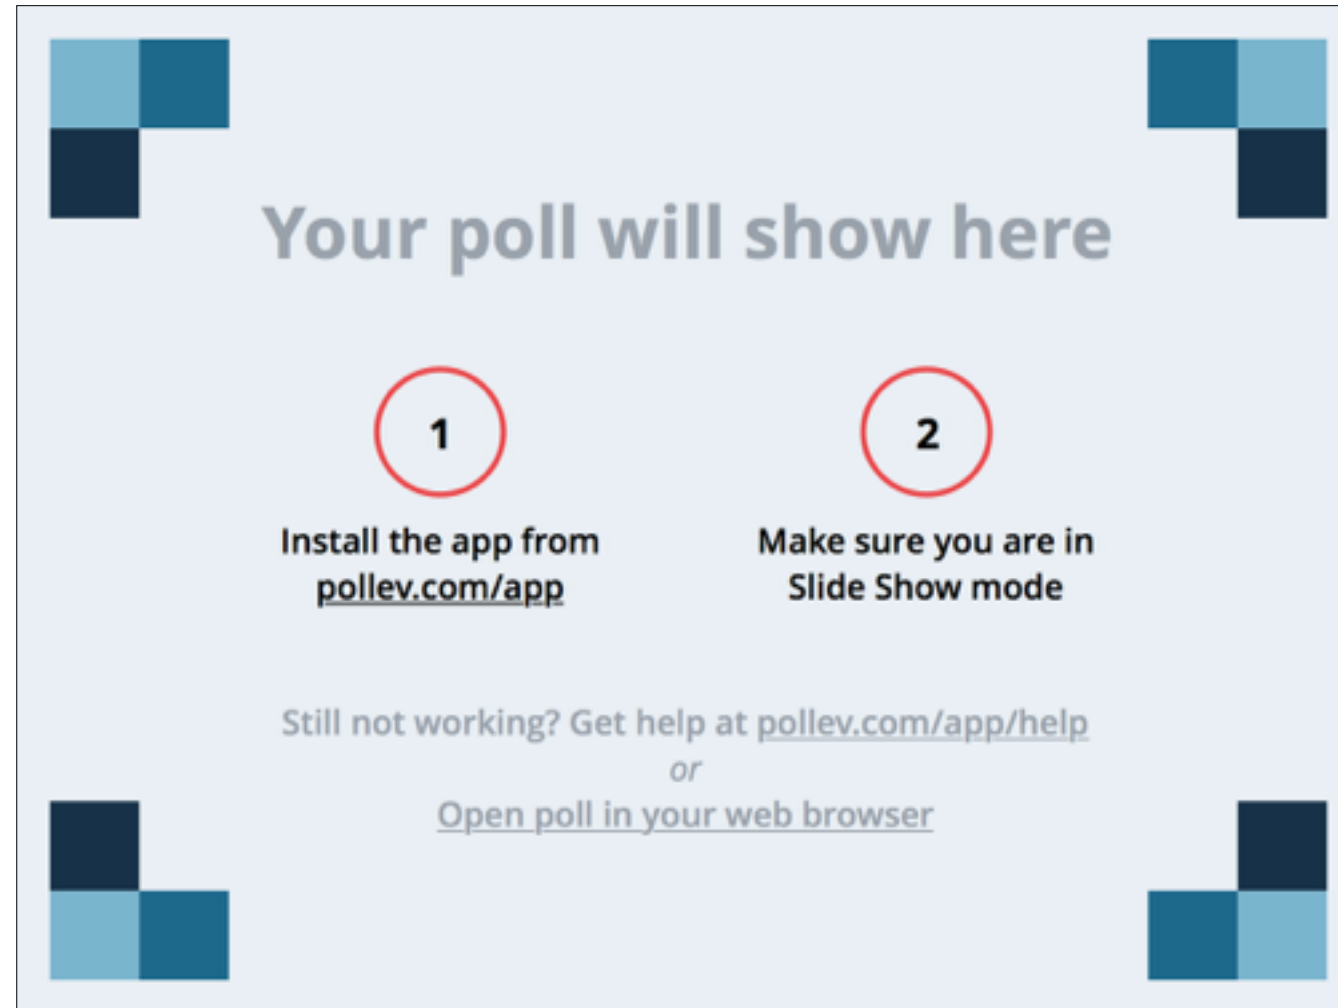 Your poll will show here
1
Install the app from
pollev.com/app
2
Make sure you are in
Slide Show mode
Still not working? Get help at pollev.com/app/help
or
Open poll in your web browser